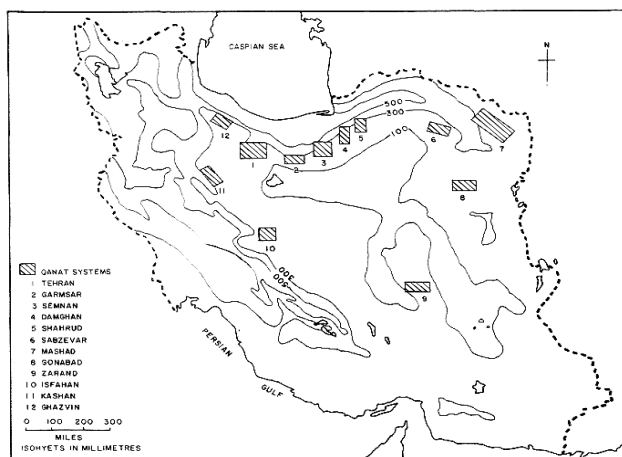 CASPIAN SEA
N
500
300
100
12
1
2
3
4
5
6
7
8
11
10
9
300
500
PERSIAN
GULF
QANAT SYSTEMS
1 TEHRAN
2 GARMSAR
3 SEMNAN
4 DAMGHAN
5 SHAHRUD
6 SABZEVAR
7 MASHAD
8 GONABAD
9 ZARAND
10 ISFAHAN
11 KASHAN
12 GHAZVIN
0 100 200 300
MILES
ISOHYETS IN MILLIMETRES